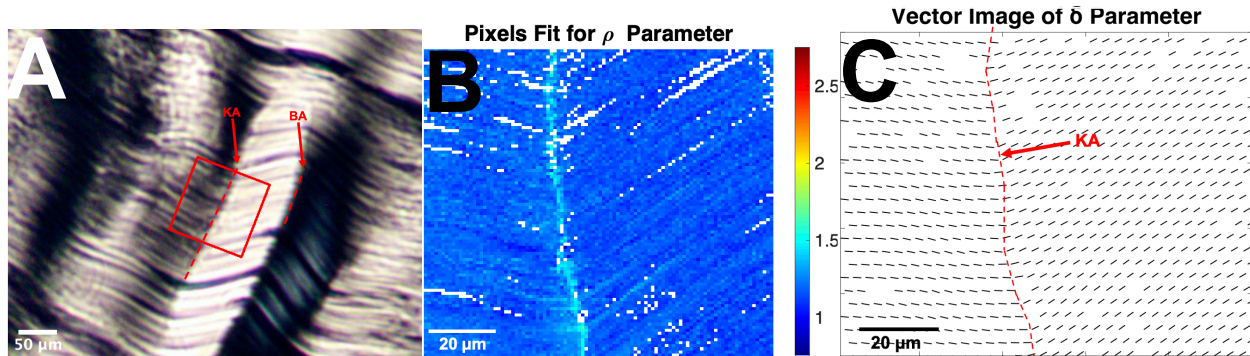 A
KA
BA
50 µm
Pixels Fit for ρ Parameter
B
20 µm
2.5
2
1.5
1
Vector Image of δ Parameter
C
KA
20 µm